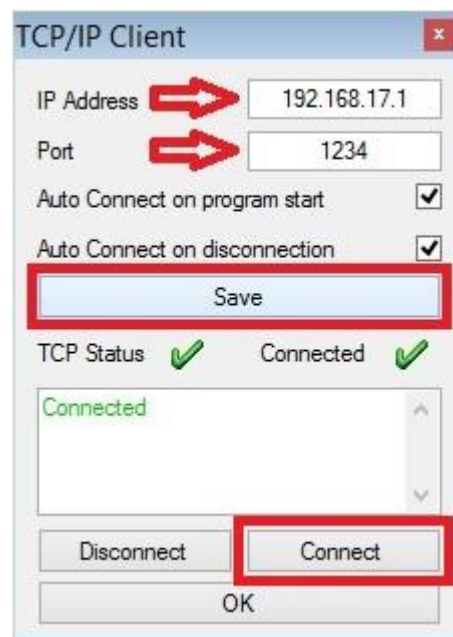 TCP/IP Client
x
IP Address 192.168.17.1
Port 1234
Auto Connect on program start
Auto Connect on disconnection
Save
TCP Status Connected
Connected
Disconnect Connect
OK